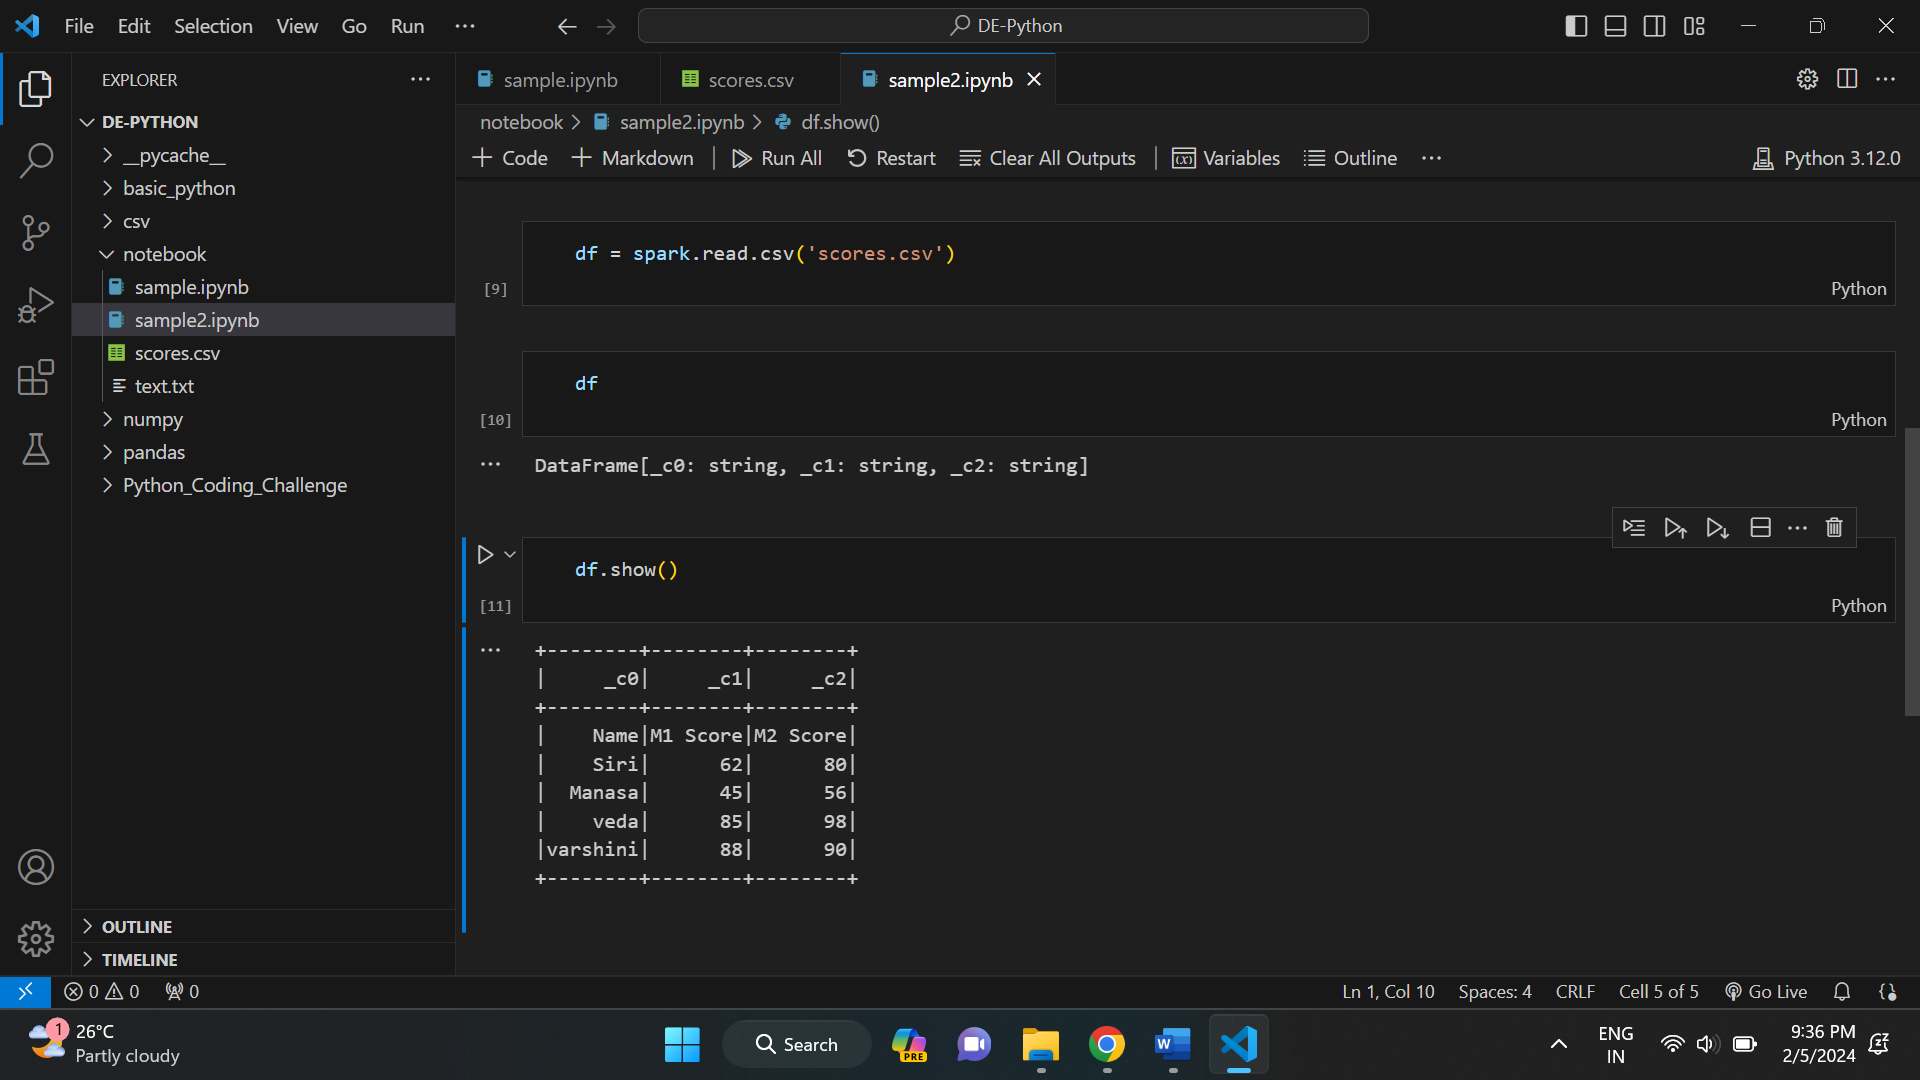 File Edit Selection View Go Run ···
DE-Python
EXPLORER
DE-PYTHON
__pycache__
basic_python
csv
notebook
sample.ipynb
sample2.ipynb
scores.csv
text.txt
numpy
pandas
Python_Coding_Challenge
OUTLINE
TIMELINE
sample.ipynb scores.csv sample2.ipynb
notebook > sample2.ipynb > df.show()
+ Code + Markdown | Run All Restart Clear All Outputs | Variables Outline ··· Python 3.12.0
df = spark.read.csv('scores.csv')
[9] Python
df
[10] Python
DataFrame[_c0: string, _c1: string, _c2: string]
df.show()
[11] Python
+--------+--------+--------+
|     _c0|     _c1|     _c2|
+--------+--------+--------+
|    Name|M1 Score|M2 Score|
|    Siri|      62|      80|
|  Manasa|      45|      56|
|    veda|      85|      98|
|varshini|      88|      90|
+--------+--------+--------+
0 0 0 Ln 1, Col 10 Spaces: 4 CRLF Cell 5 of 5 Go Live
1 26°C
Partly cloudy
Search
PRE
W
ENG
IN
9:36 PM
2/5/2024